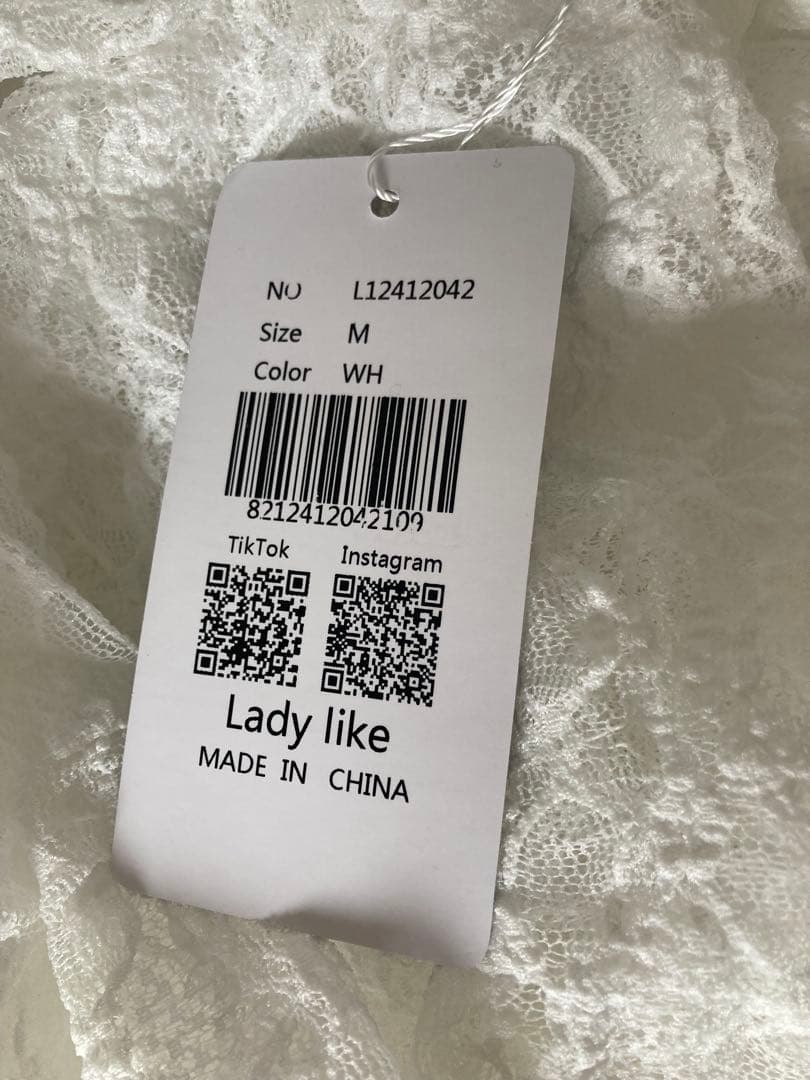 NO L12412042
Size M
Color WH
8212412042109
TikTok Instagram
Lady like
MADE IN CHINA